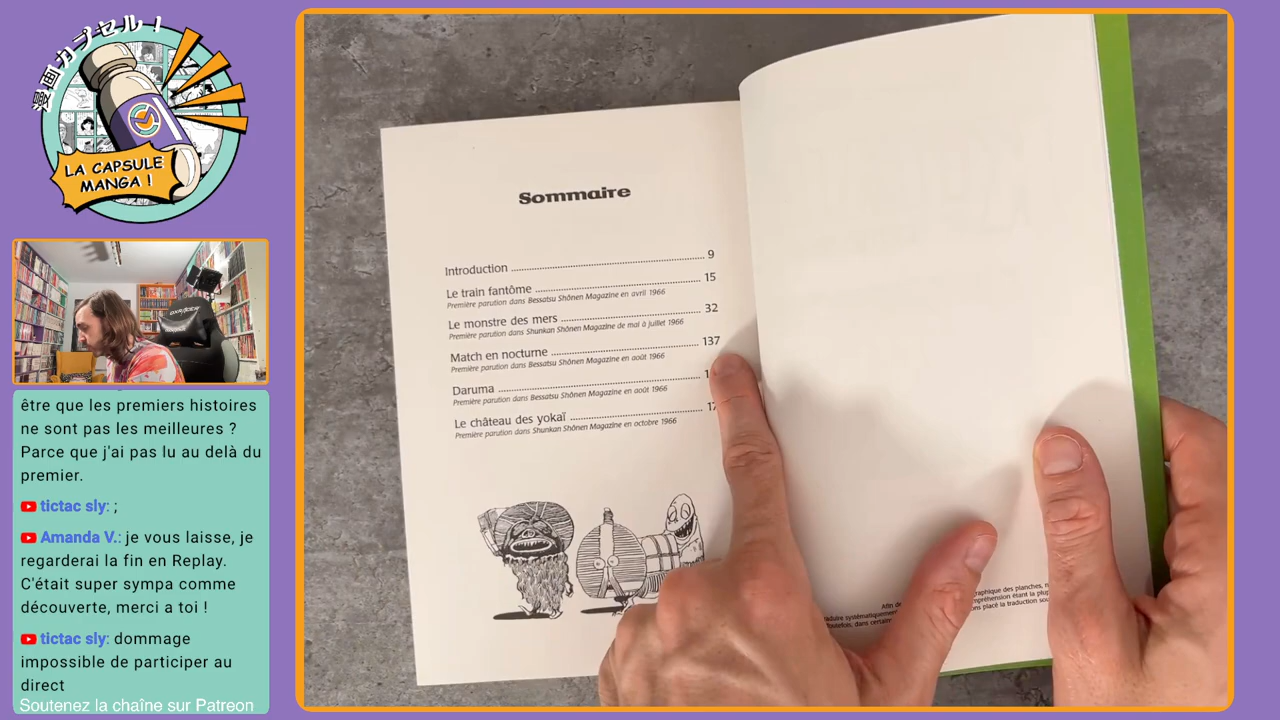 漫画カプセル！
LA CAPSULE
MANGA !
être que les premiers histoires
ne sont pas les meilleures ?
Parce que j'ai pas lu au delà du
premier.
tictac sly: ;
Amanda V.: je vous laisse, je
regarderai la fin en Replay.
C'était super sympa comme
découverte, merci a toi !
tictac sly: dommage
impossible de participer au
direct
Soutenez la chaîne sur Patreon
Sommaire
Introduction 9
Le train fantôme 15
Première parution dans Bessatsu Shônen Magazine en avril 1966
Le monstre des mers 32
Première parution dans Shunkan Shônen Magazine de mai à juillet 1966
Match en nocturne 137
Première parution dans Bessatsu Shônen Magazine en août 1966
Daruma
Première parution dans Bessatsu Shônen Magazine en août 1966
Le château des yokaï
Première parution dans Shunkan Shônen Magazine en octobre 1966
graphique des planches,
placé la traduction